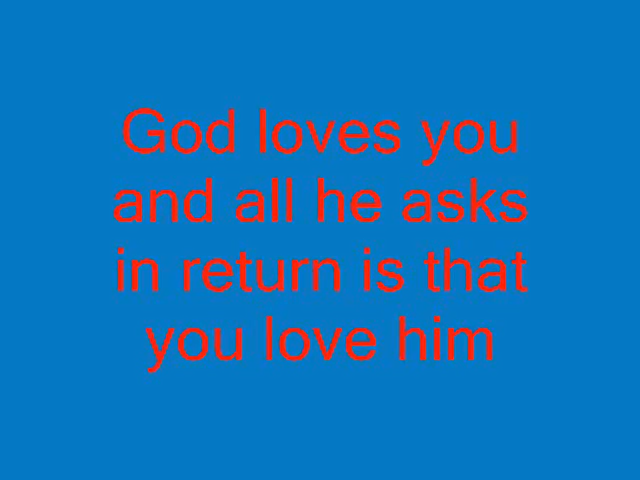 God loves you
and all he asks
in return is that
you love him